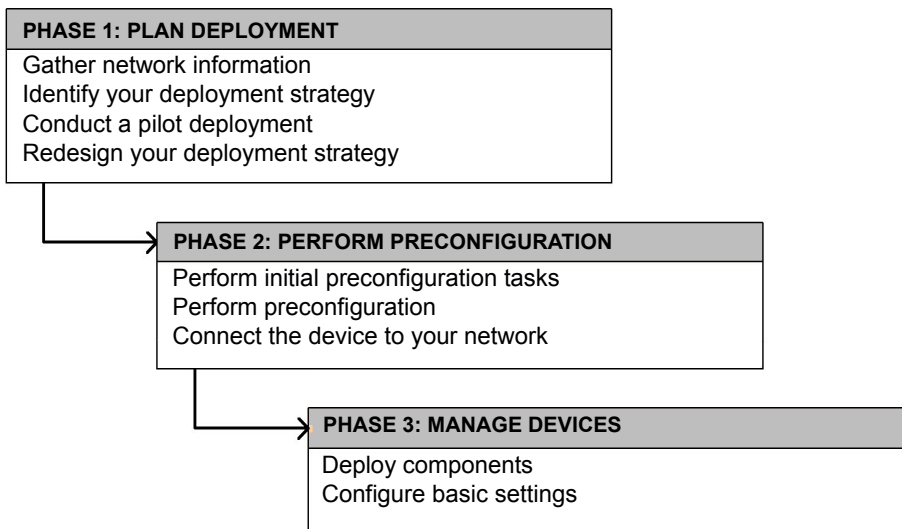 PHASE 1: PLAN DEPLOYMENT
Gather network information
Identify your deployment strategy
Conduct a pilot deployment
Redesign your deployment strategy
PHASE 2: PERFORM PRECONFIGURATION
Perform initial preconfiguration tasks
Perform preconfiguration
Connect the device to your network
PHASE 3: MANAGE DEVICES
Deploy components
Configure basic settings